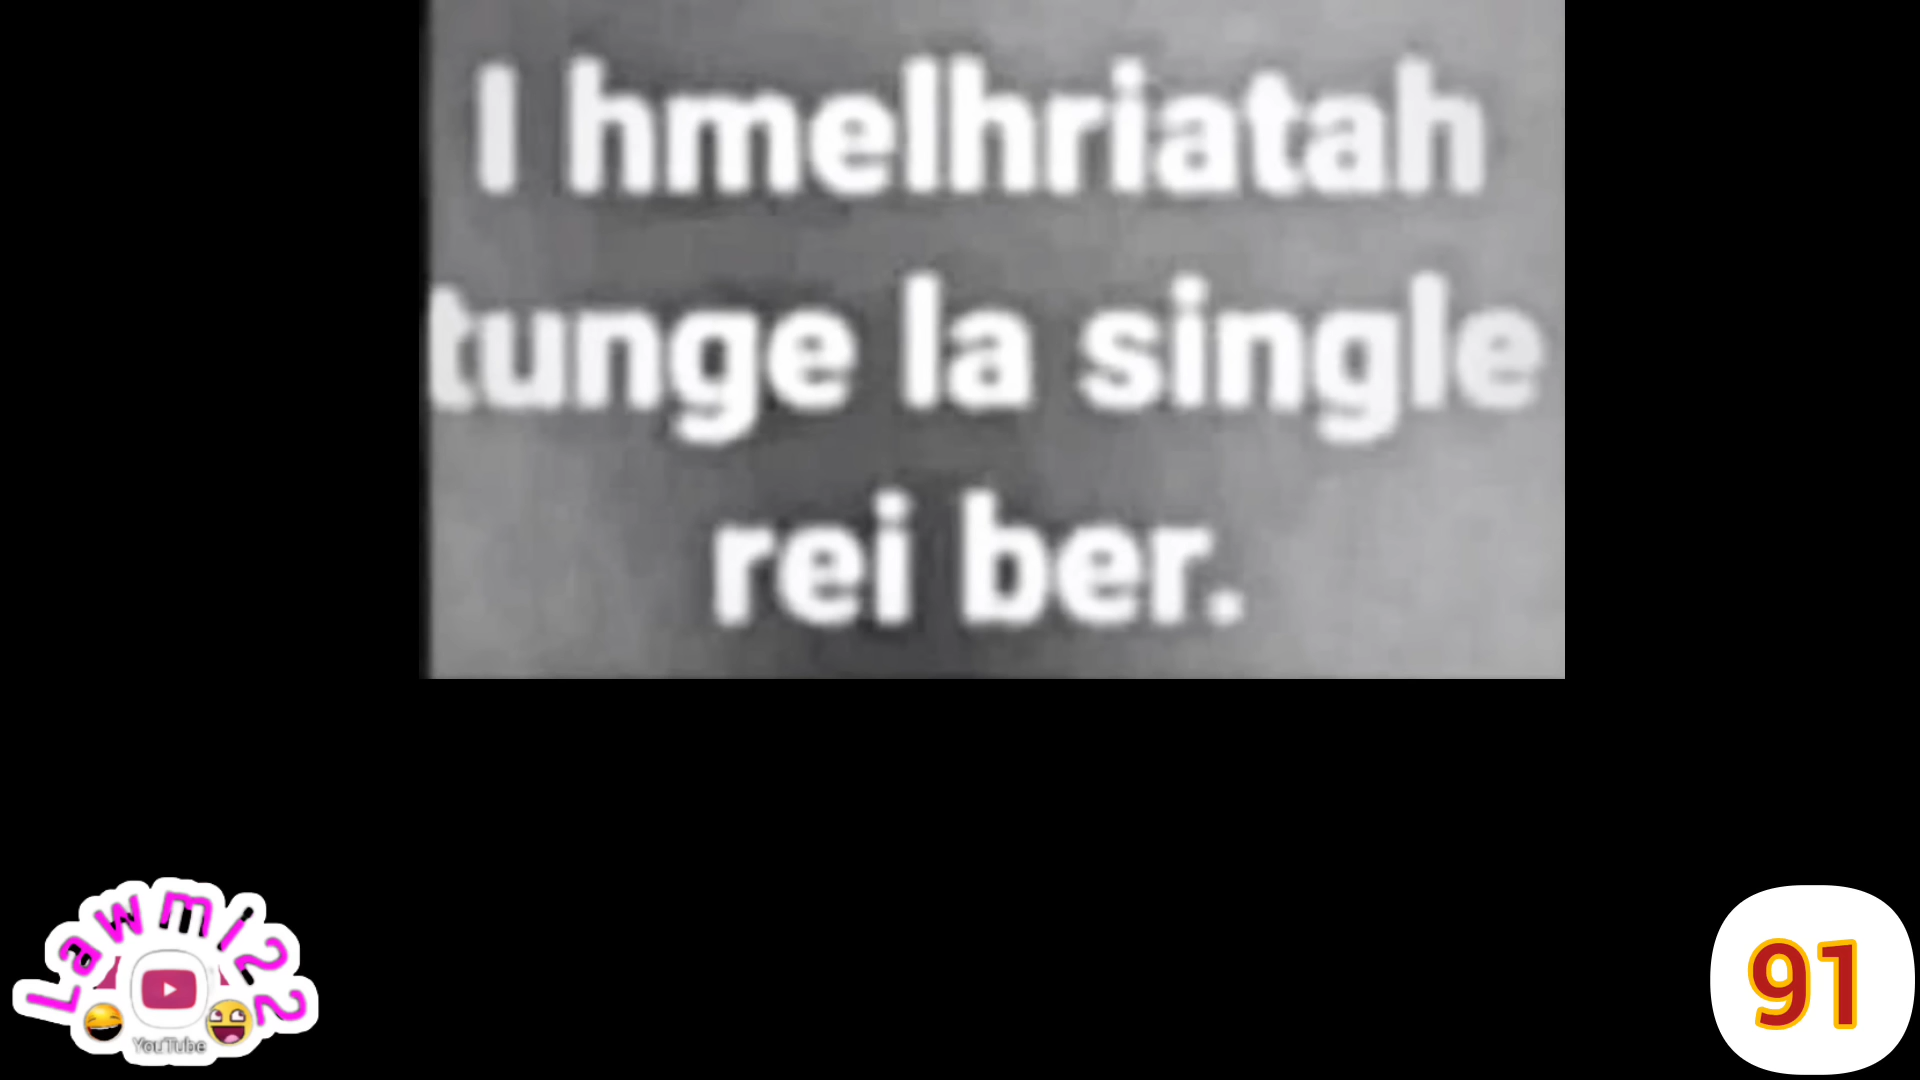 I hmelhriatah
tunge la single
rei ber.
Lawmi22
YouTube
91